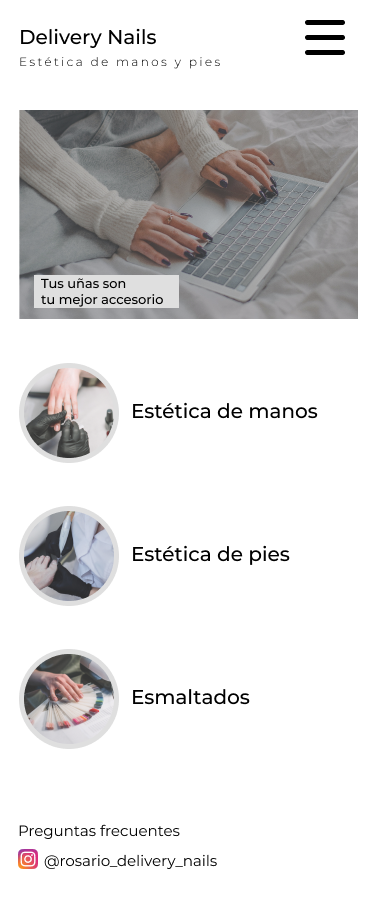 Delivery Nails
Estética de manos y pies
Tus uñas son
tu mejor accesorio
Estética de manos
Estética de pies
Esmaltados
Preguntas frecuentes
@rosario_delivery_nails